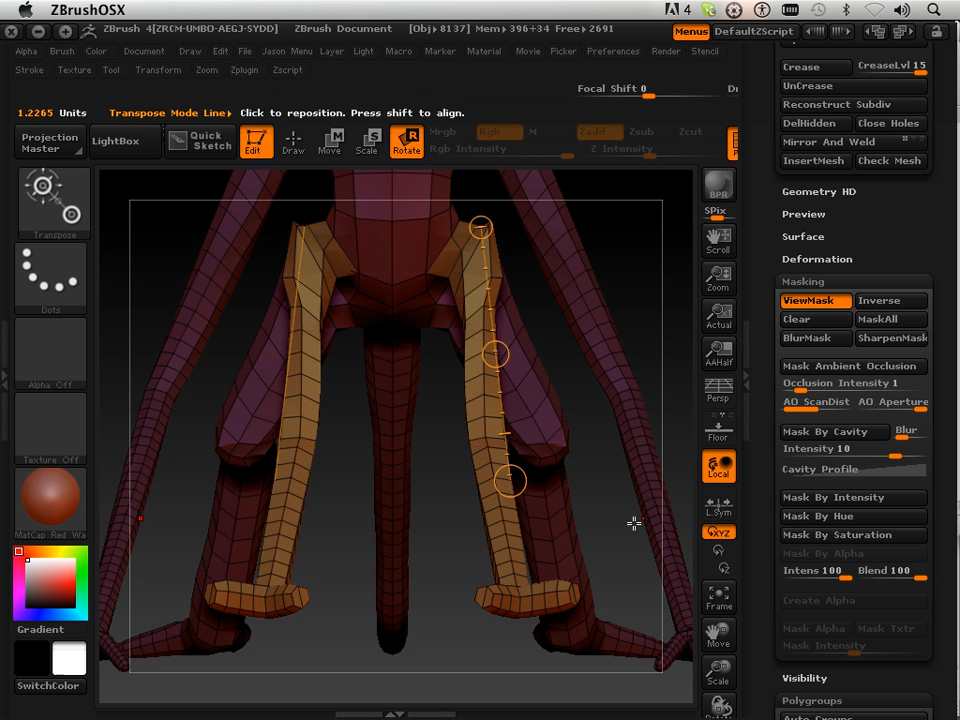 ZBrushOSX
4
ZBrush 4[ZRCM-UMBO-AEGJ-SYDD] ZBrush Document [Obj▸8137] Mem▸396+34 Free▸2691
Menus DefaultZScript
Alpha Brush Color Document Draw Edit File Jason Menu Layer Light Macro Marker Material Movie Picker Preferences Render Stencil
Stroke Texture Tool Transform Zoom Zplugin Zscript
Focal Shift 0
1.2265 Units Transpose Mode Line▸ Click to reposition. Press shift to align.
Projection Master
LightBox
Quick Sketch
Edit
Draw
Move
Scale
Rotate
Mrgb Rgb M
Rgb Intensity
Zadd Zsub Zcut
Z Intensity
Transpose
Dots
Alpha Off
Texture Off
MatCap Red Wa
Gradient
SwitchColor
BPR
SPix
Scroll
Zoom
Actual
AAHalf
Persp
Floor
Local
L.Sym
XYZ
Frame
Move
Scale
Crease CreaseLvl 15
UnCrease
Reconstruct Subdiv
DelHidden Close Holes
Mirror And Weld
InsertMesh Check Mesh
Geometry HD
Preview
Surface
Deformation
Masking
ViewMask Inverse
Clear MaskAll
BlurMask SharpenMask
Mask Ambient Occlusion
Occlusion Intensity 1
AO ScanDist AO Aperture
Mask By Cavity Blur
Intensity 10
Cavity Profile
Mask By Intensity
Mask By Hue
Mask By Saturation
Mask By Alpha
Intens 100 Blend 100
Create Alpha
Mask Alpha Mask Txtr
Mask Intensity
Visibility
Polygroups
Auto Groups